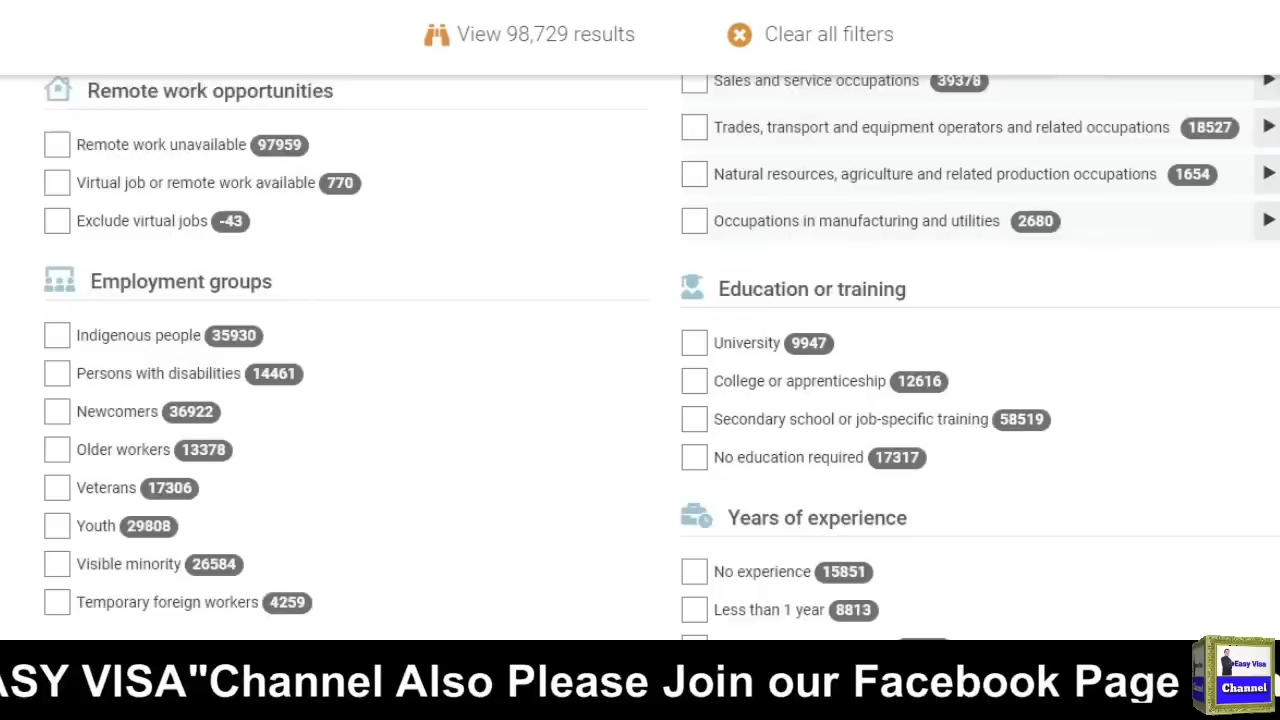 View 98,729 results
Clear all filters
Remote work opportunities
Remote work unavailable 97959
Virtual job or remote work available 770
Exclude virtual jobs -43
Employment groups
Indigenous people 35930
Persons with disabilities 14461
Newcomers 36922
Older workers 13378
Veterans 17306
Youth 29808
Visible minority 26584
Temporary foreign workers 4259
Sales and service occupations 39378
Trades, transport and equipment operators and related occupations 18527
Natural resources, agriculture and related production occupations 1654
Occupations in manufacturing and utilities 2680
Education or training
University 9947
College or apprenticeship 12616
Secondary school or job-specific training 58519
No education required 17317
Years of experience
No experience 15851
Less than 1 year 8813
ASY VISA"Channel Also Please Join our Facebook Page
Easy Visa
Channel